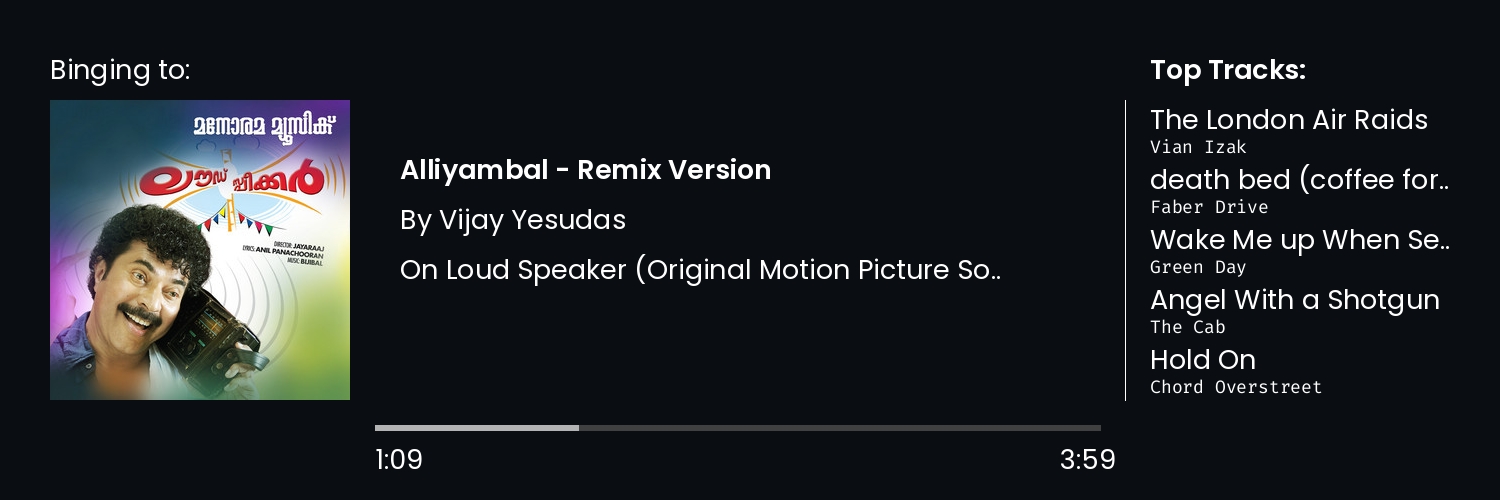 Binging to:
മനോരമ മ്യൂസിക്
ലൗഡ് സ്പീക്കർ
DIRECTOR: JAYARAAJ
LYRICS: ANIL PANACHOORAN
MUSIC: BIJIBAL
Alliyambal - Remix Version
By Vijay Yesudas
On Loud Speaker (Original Motion Picture So..
1:09
3:59
Top Tracks:
The London Air Raids
Vian Izak
death bed (coffee for..
Faber Drive
Wake Me up When Se..
Green Day
Angel With a Shotgun
The Cab
Hold On
Chord Overstreet